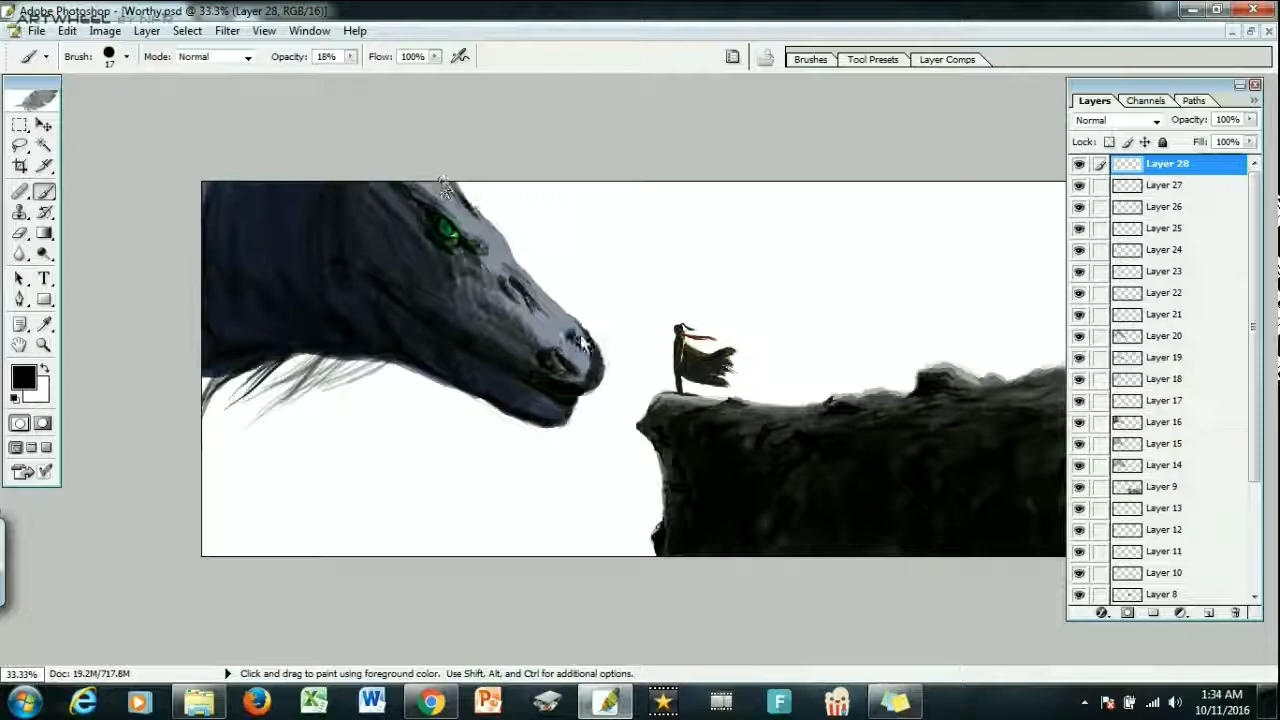 Adobe Photoshop - [Worthy.psd @ 33.3% (Layer 28, RGB/16)]
ARTWHEEL BY
File Edit Image Layer Select Filter View Window Help
Brush: 17 Mode: Normal Opacity: 18% Flow: 100% Brushes Tool Presets Layer Comps
Layers Channels Paths
Normal Opacity: 100%
Lock: Fill: 100%
Layer 28
Layer 27
Layer 26
Layer 25
Layer 24
Layer 23
Layer 22
Layer 21
Layer 20
Layer 19
Layer 18
Layer 17
Layer 16
Layer 15
Layer 14
Layer 9
Layer 13
Layer 12
Layer 11
Layer 10
Layer 8
33.33% Doc: 19.2M/717.8M Click and drag to paint using foreground color. Use Shift, Alt, and Ctrl for additional options.
1:34 AM
10/11/2016